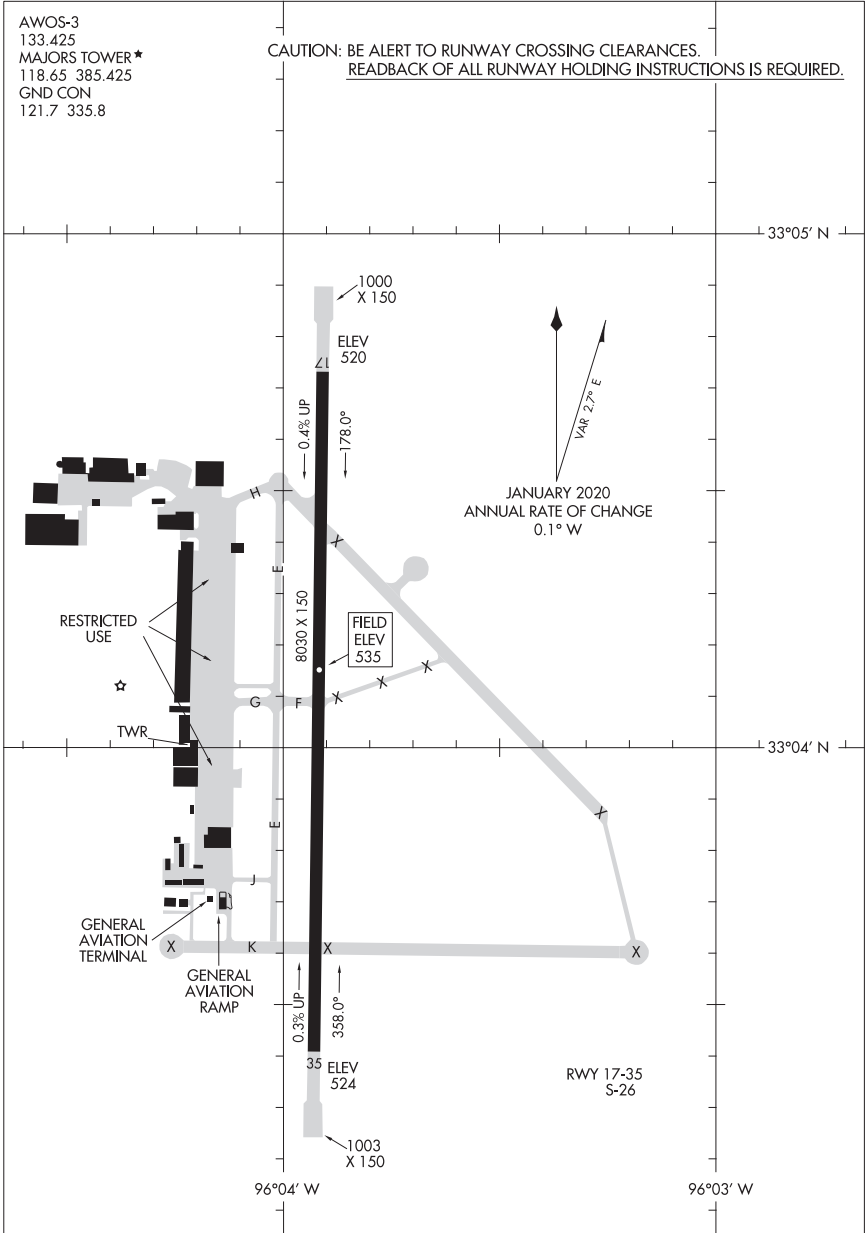 AWOS-3
133.425
MAJORS TOWER★
118.65 385.425
GND CON
121.7 335.8
CAUTION: BE ALERT TO RUNWAY CROSSING CLEARANCES.
READBACK OF ALL RUNWAY HOLDING INSTRUCTIONS IS REQUIRED.
33°05' N
1000
X 150
ELEV
520
17
0.4% UP
178.0°
VAR 2.7° E
JANUARY 2020
ANNUAL RATE OF CHANGE
0.1° W
H
X
E
8030 X 150
RESTRICTED
USE
FIELD
ELEV
535
X
X
X
G
F
TWR
33°04' N
X
E
J
GENERAL
AVIATION
TERMINAL
X
K
X
X
GENERAL
AVIATION
RAMP
0.3% UP
358.0°
35
ELEV
524
RWY 17-35
S-26
1003
X 150
96°04' W
96°03' W